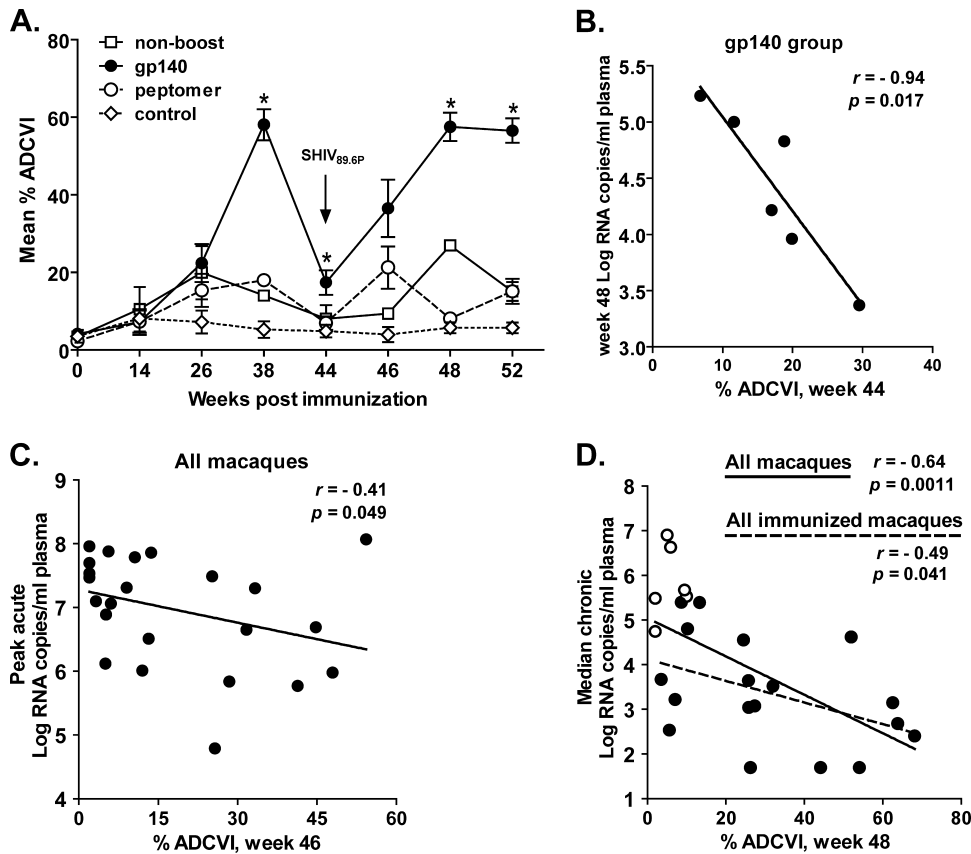 A.
80
60
40
20
0
Mean % ADCVI
non-boost
gp140
peptomer
control
*
*
*
*
SHIV89.6P
0 14 26 38 44 46 48 52
Weeks post immunization
B.
gp140 group
r = - 0.94
p = 0.017
5.5
5.0
4.5
4.0
3.5
3.0
week 48 Log RNA copies/ml plasma
0 10 20 30 40
% ADCVI, week 44
C.
All macaques
r = - 0.41
p = 0.049
9
8
7
6
5
4
Peak acute
Log RNA copies/ml plasma
0 15 30 45 60
% ADCVI, week 46
D.
All macaques
r = - 0.64
p = 0.0011
All immunized macaques
r = - 0.49
p = 0.041
8
7
6
5
4
3
2
1
Median chronic
Log RNA copies/ml plasma
0 20 40 60 80
% ADCVI, week 48